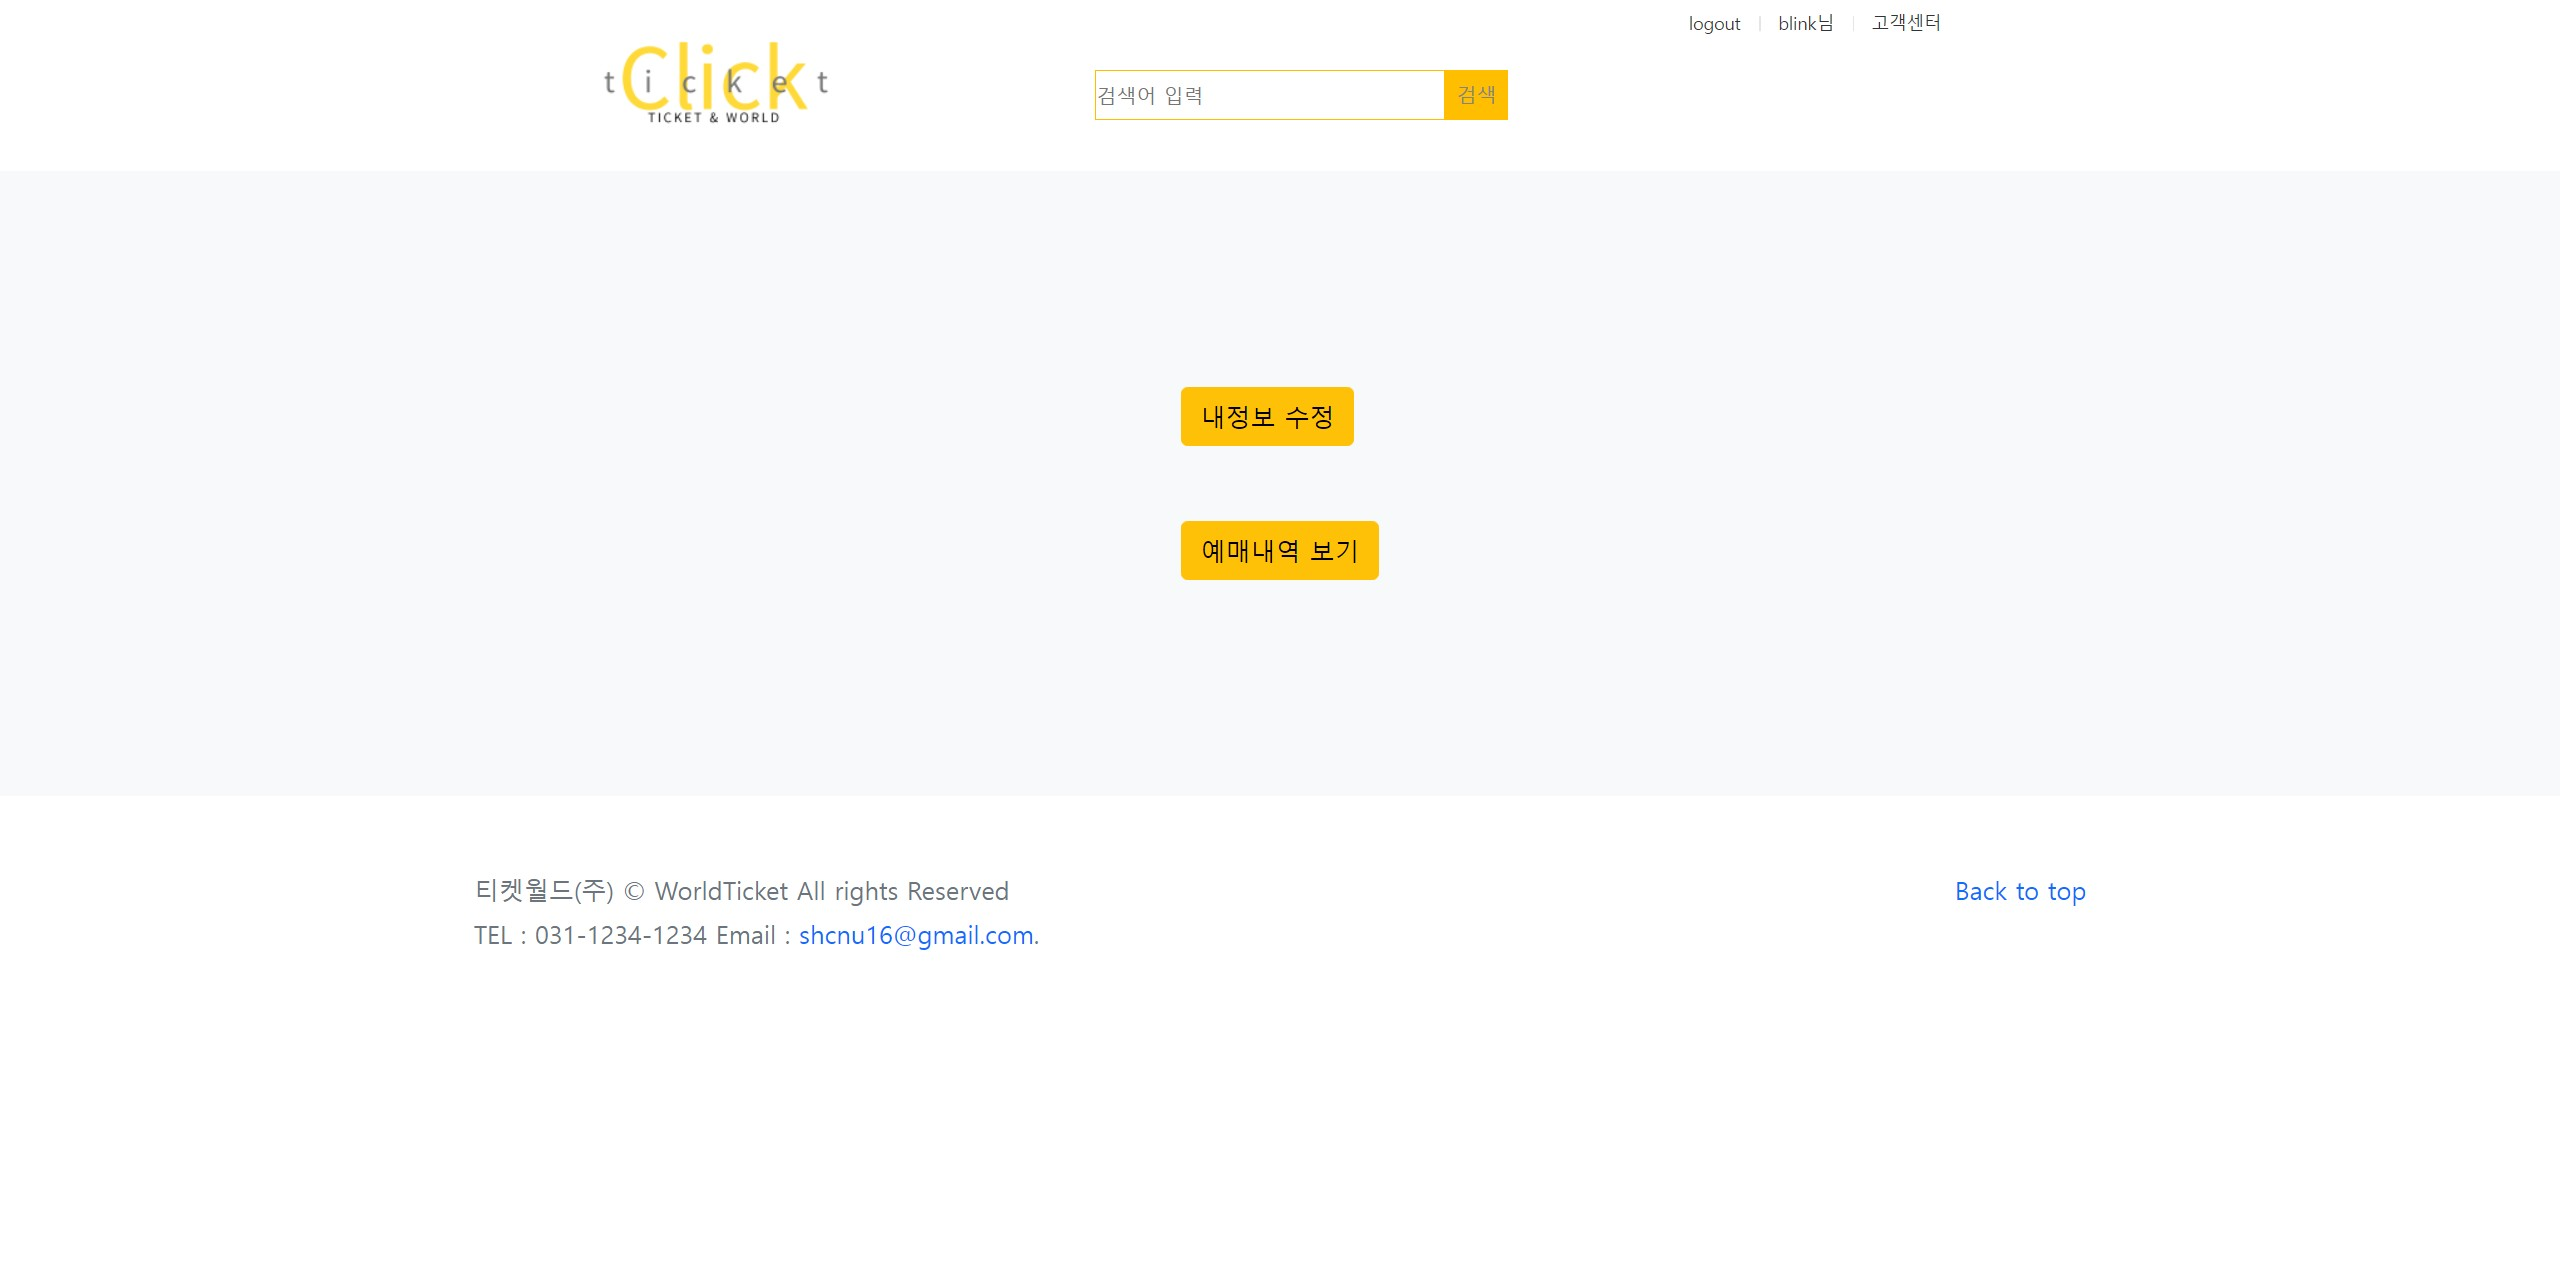 logout | blink님 | 고객센터
Click
ticket
TICKET & WORLD
검색어 입력 검색
내정보 수정
예매내역 보기
티켓월드(주) © WorldTicket All rights Reserved Back to top
TEL : 031-1234-1234 Email : shcnu16@gmail.com.